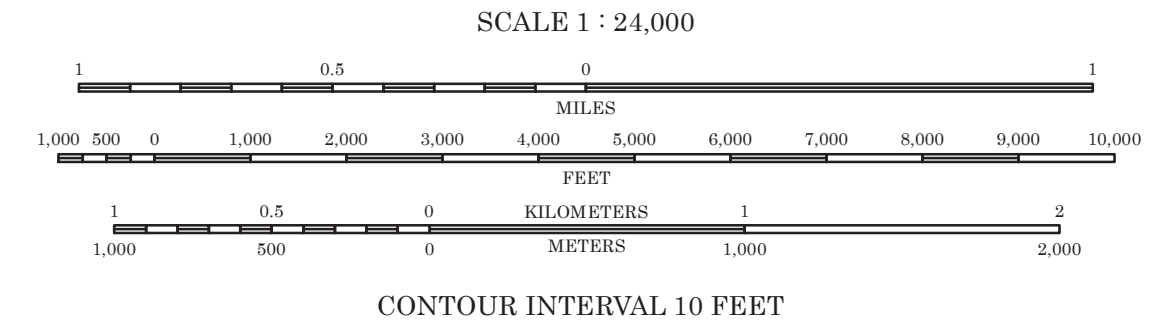 SCALE 1 : 24,000
1 0.5 0 1
MILES
1,000 500 0 1,000 2,000 3,000 4,000 5,000 6,000 7,000 8,000 9,000 10,000
FEET
1 0.5 0 KILOMETERS 1 2
1,000 500 0 METERS 1,000 2,000
CONTOUR INTERVAL 10 FEET